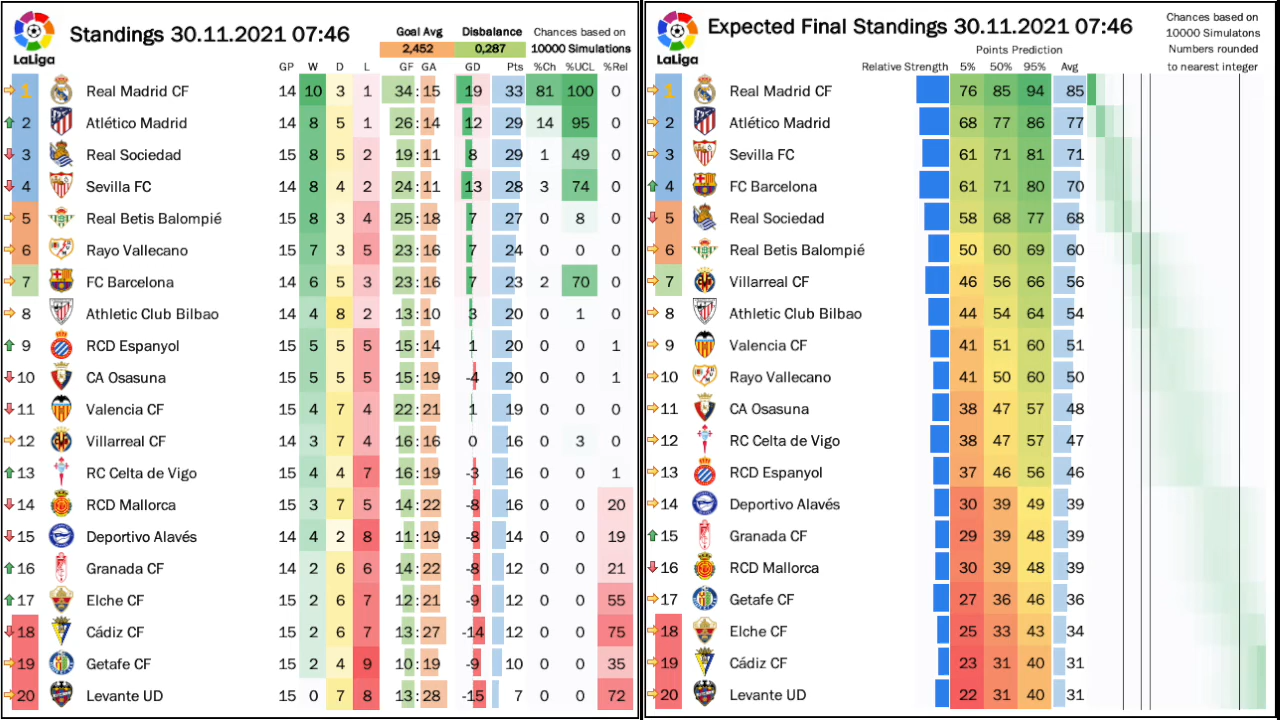 LaLiga
Standings 30.11.2021 07:46
Goal Avg Disbalance Chances based on
2,452 0,287 10000 Simulations
GP W D L GF GA GD Pts %Ch %UCL %Rel
1 Real Madrid CF 14 10 3 1 34 : 15 19 33 81 100 0
2 Atlético Madrid 14 8 5 1 26 : 14 12 29 14 95 0
3 Real Sociedad 15 8 5 2 19 : 11 8 29 1 49 0
4 Sevilla FC 14 8 4 2 24 : 11 13 28 3 74 0
5 Real Betis Balompié 15 8 3 4 25 : 18 7 27 0 8 0
6 Rayo Vallecano 15 7 3 5 23 : 16 7 24 0 0 0
7 FC Barcelona 14 6 5 3 23 : 16 7 23 2 70 0
8 Athletic Club Bilbao 14 4 8 2 13 : 10 3 20 0 1 0
9 RCD Espanyol 15 5 5 5 15 : 14 1 20 0 0 1
10 CA Osasuna 15 5 5 5 15 : 19 -4 20 0 0 1
11 Valencia CF 15 4 7 4 22 : 21 1 19 0 0 0
12 Villarreal CF 14 3 7 4 16 : 16 0 16 0 3 0
13 RC Celta de Vigo 15 4 4 7 16 : 19 -3 16 0 0 1
14 RCD Mallorca 15 3 7 5 14 : 22 -8 16 0 0 20
15 Deportivo Alavés 14 4 2 8 11 : 19 -8 14 0 0 19
16 Granada CF 14 2 6 6 14 : 22 -8 12 0 0 21
17 Elche CF 15 2 6 7 12 : 21 -9 12 0 0 55
18 Cádiz CF 15 2 6 7 13 : 27 -14 12 0 0 75
19 Getafe CF 15 2 4 9 10 : 19 -9 10 0 0 35
20 Levante UD 15 0 7 8 13 : 28 -15 7 0 0 72
LaLiga
Expected Final Standings 30.11.2021 07:46
Chances based on
10000 Simulatons
Numbers rounded
to nearest integer
Points Prediction
Relative Strength 5% 50% 95% Avg
1 Real Madrid CF 76 85 94 85
2 Atlético Madrid 68 77 86 77
3 Sevilla FC 61 71 81 71
4 FC Barcelona 61 71 80 70
5 Real Sociedad 58 68 77 68
6 Real Betis Balompié 50 60 69 60
7 Villarreal CF 46 56 66 56
8 Athletic Club Bilbao 44 54 64 54
9 Valencia CF 41 51 60 51
10 Rayo Vallecano 41 50 60 50
11 CA Osasuna 38 47 57 48
12 RC Celta de Vigo 38 47 57 47
13 RCD Espanyol 37 46 56 46
14 Deportivo Alavés 30 39 49 39
15 Granada CF 29 39 48 39
16 RCD Mallorca 30 39 48 39
17 Getafe CF 27 36 46 36
18 Elche CF 25 33 43 34
19 Cádiz CF 23 31 40 31
20 Levante UD 22 31 40 31